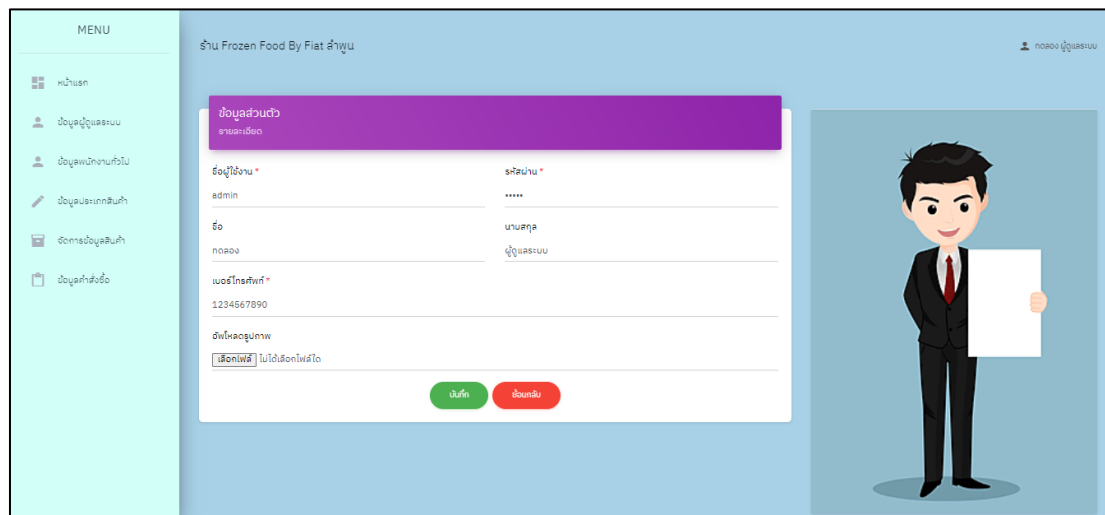 MENU
หน้าแรก
ข้อมูลผู้ดูแลระบบ
ข้อมูลพนักงานทั่วไป
ข้อมูลประเภทสินค้า
จัดการข้อมูลสินค้า
ข้อมูลคำสั่งซื้อ
ร้าน Frozen Food By Fiat ลำพูน
ทดลอง ผู้ดูแลระบบ
ข้อมูลส่วนตัว
รายละเอียด
ชื่อผู้ใช้งาน * รหัสผ่าน *
admin •••••
ชื่อ นามสกุล
ทดลอง ผู้ดูแลระบบ
เบอร์โทรศัพท์ *
1234567890
อัพโหลดรูปภาพ
เลือกไฟล์ ไม่ได้เลือกไฟล์ใด
บันทึก ย้อนกลับ